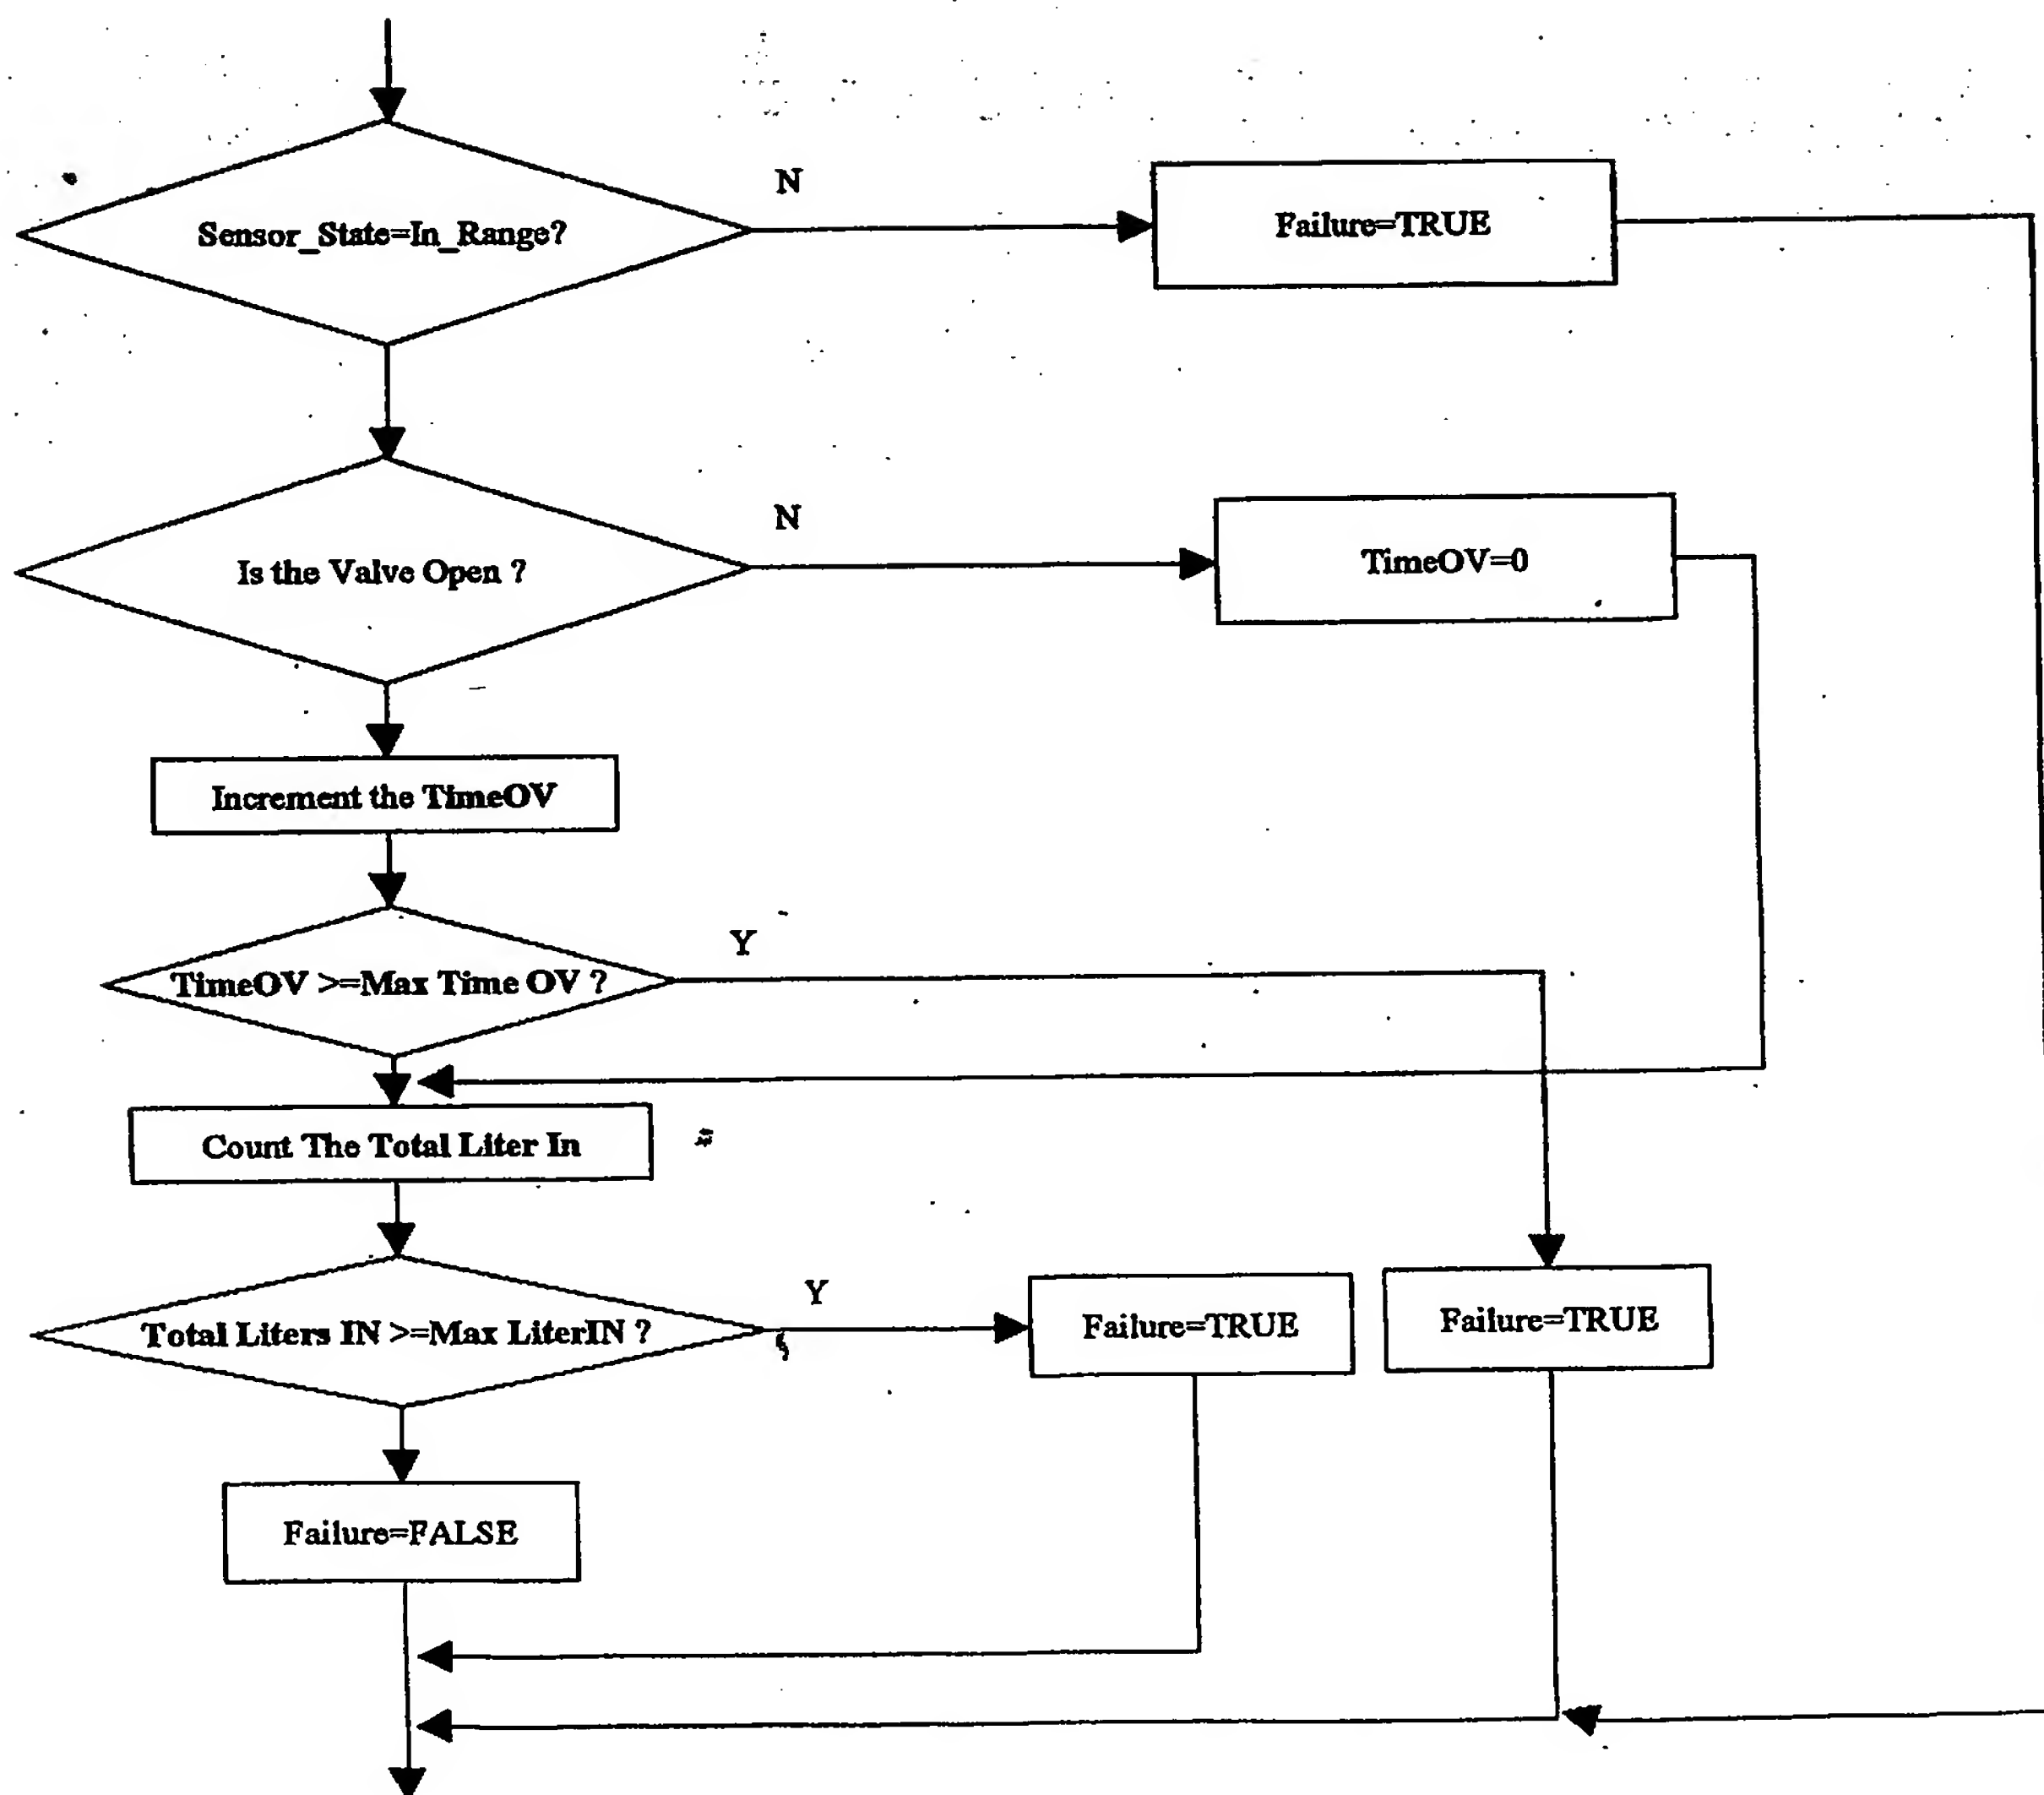 N
Sensor_State=In_Range?
Failure=TRUE
N
Is the Valve Open ?
TimeOV=0
Increment the TimeOV
Y
TimeOV >=Max Time OV ?
Count The Total Liter In
Y
Total Liters IN >=Max LiterIN ?
Failure=TRUE
Failure=TRUE
Failure=FALSE